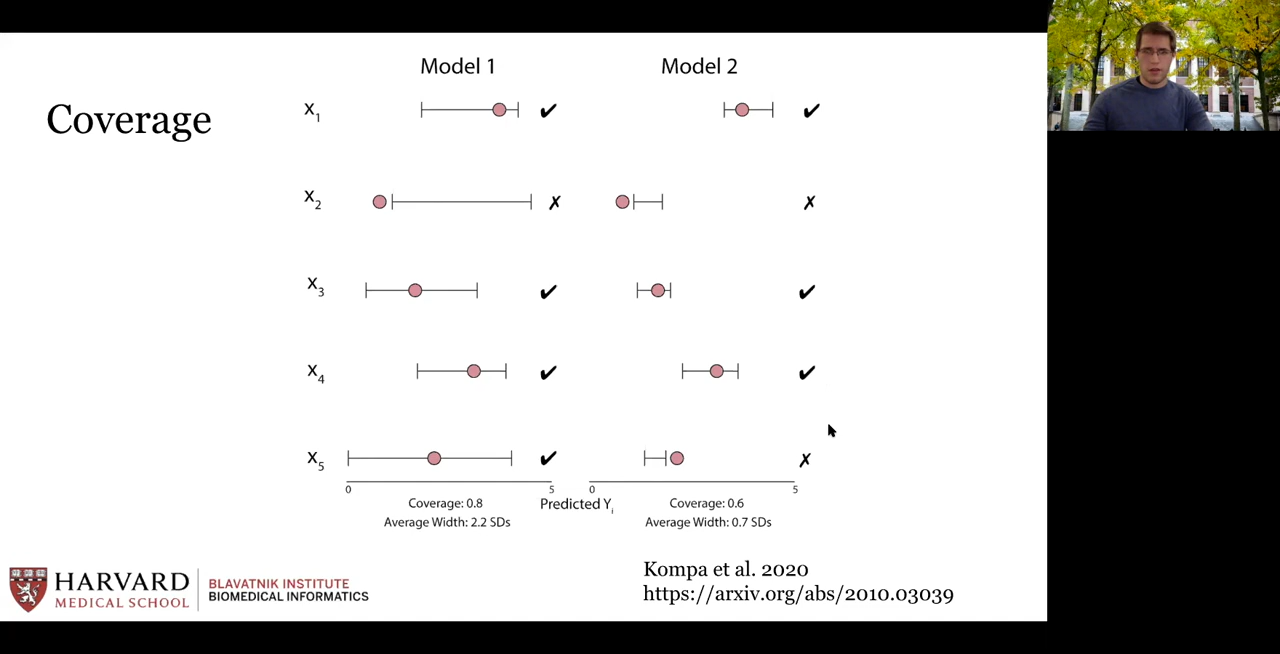 Coverage
Model 1 Model 2
X1 ✔ ✔
X2 ✗ ✗
X3 ✔ ✔
X4 ✔ ✔
X5 ✔ ✗
0 5 0 5
Coverage: 0.8 Predicted Yi Coverage: 0.6
Average Width: 2.2 SDs Average Width: 0.7 SDs
Kompa et al. 2020
https://arxiv.org/abs/2010.03039
HARVARD
MEDICAL SCHOOL
BLAVATNIK INSTITUTE
BIOMEDICAL INFORMATICS